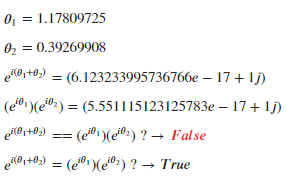 θ₁ = 1.17809725
θ₂ = 0.39269908
e^{i(θ₁+θ₂)} = (6.123233995736766e − 17 + 1j)
(e^{iθ₁})(e^{iθ₂}) = (5.551115123125783e − 17 + 1j)
e^{i(θ₁+θ₂)} == (e^{iθ₁})(e^{iθ₂}) ? → False
e^{i(θ₁+θ₂)} = (e^{iθ₁})(e^{iθ₂}) ? → True